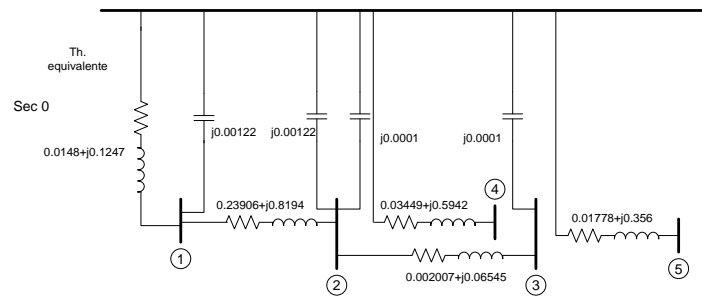 Th.
equivalente
Sec 0
0.0148+j0.1247
j0.00122
j0.00122
j0.0001
j0.0001
0.23906+j0.8194
0.03449+j0.5942
0.01778+j0.356
0.002007+j0.06545
1
2
3
4
5